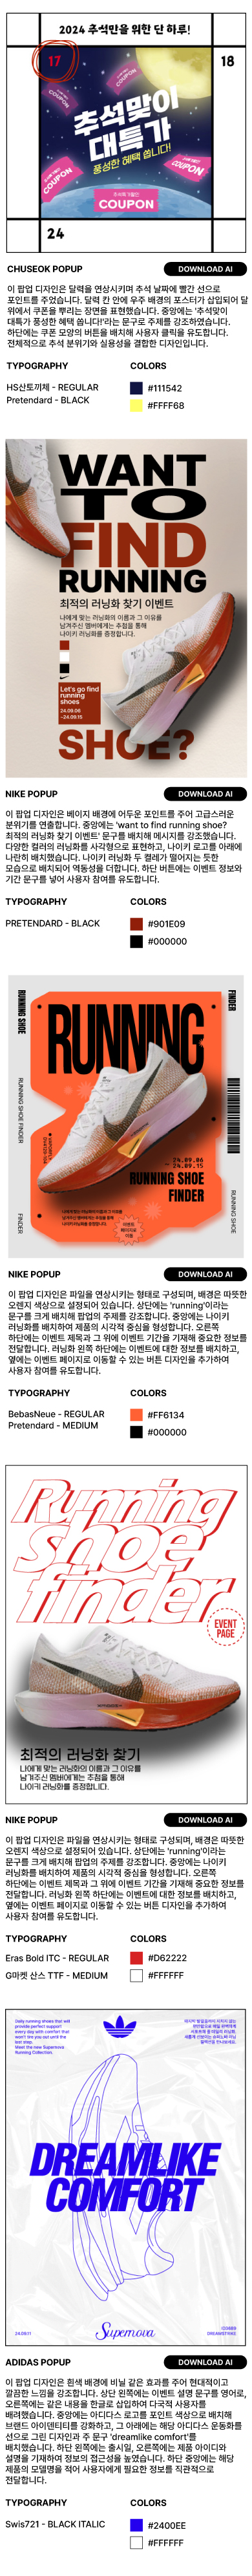 2024 추석만을 위한 단 하루!
17
18
COUPON
추석맞이
대특가
풍성한 혜택 쏩니다!
COUPON
COUPON
COUPON
COUPON
24
CHUSEOK POPUP
DOWNLOAD AI
이 팝업 디자인은 달력을 연상시키며 추석 날짜에 빨간 선으로
포인트를 주었습니다. 달력 칸 안에 우주 배경의 포스터가 삽입되어 달
위에서 쿠폰을 뿌리는 장면을 표현했습니다. 중앙에는 '추석맞이
대특가 풍성한 혜택 쏩니다!'라는 문구로 주제를 강조하였습니다.
하단에는 쿠폰 모양의 버튼을 배치해 사용자 클릭을 유도합니다.
전체적으로 추석 분위기와 실용성을 결합한 디자인입니다.
TYPOGRAPHY
COLORS
HS산토끼체 - REGULAR
Pretendard - BLACK
#111542
#FFFF68
WANT
TO
FIND
RUNNING
최적의 러닝화 찾기 이벤트
나에게 맞는 러닝화와 그 이유를
남겨주신 멤버에게는 추첨을 통해
나이키 러닝화를 증정합니다.
Let's go find
running
shoes
24.09.06
~24.09.15
SHOE?
NIKE POPUP
DOWNLOAD AI
이 팝업 디자인은 베이지 배경에 어두운 포인트를 주어 고급스러운
분위기를 연출합니다. 중앙에는 'want to find running shoe?
최적의 러닝화 찾기 이벤트' 문구를 배치해 메시지를 강조했습니다.
다양한 컬러의 러닝화를 사각형으로 표현하고, 나이키 로고를 아래에
나란히 배치했습니다. 나이키 러닝화 두 켤레가 떨어지는 듯한
모습으로 배치되어 역동성을 더합니다. 하단 버튼에는 이벤트 정보와
기간 문구를 넣어 사용자 참여를 유도합니다.
TYPOGRAPHY
COLORS
PRETENDARD - BLACK
#901E09
#000000
RUNNING SHOE
FINDER
RUNNING
RUNNING SHOE FINDER
FINDER
24.09.06
24.09.15
RUNNING SHOE
FINDER
RUNNING SHOE
NIKE POPUP
DOWNLOAD AI
이 팝업 디자인은 파일을 연상시키는 형태로 구성되며, 배경은 따뜻한
오렌지 색상으로 설정되어 있습니다. 상단에는 'running'이라는
문구를 크게 배치해 팝업의 주제를 강조합니다. 중앙에는 나이키
러닝화를 배치하여 제품의 시각적 중심을 형성합니다. 오른쪽
하단에는 이벤트 제목과 그 위에 이벤트 기간을 기재해 중요한 정보를
전달합니다. 러닝화 왼쪽 하단에는 이벤트에 대한 정보를 배치하고,
옆에는 이벤트 페이지로 이동할 수 있는 버튼 디자인을 추가하여
사용자 참여를 유도합니다.
TYPOGRAPHY
COLORS
BebasNeue - REGULAR
Pretendard - MEDIUM
#FF6134
#000000
Running
shoe
finder
EVENT
PAGE
최적의 러닝화 찾기
나에게 맞는 러닝화의 이름과 그 이유를
남겨주신 멤버에게는 추첨을 통해
나이키 러닝화를 증정합니다.
NIKE POPUP
DOWNLOAD AI
이 팝업 디자인은 파일을 연상시키는 형태로 구성되며, 배경은 따뜻한
오렌지 색상으로 설정되어 있습니다. 상단에는 'running'이라는
문구를 크게 배치해 팝업의 주제를 강조합니다. 중앙에는 나이키
러닝화를 배치하여 제품의 시각적 중심을 형성합니다. 오른쪽
하단에는 이벤트 제목과 그 위에 이벤트 기간을 기재해 중요한 정보를
전달합니다. 러닝화 왼쪽 하단에는 이벤트에 대한 정보를 배치하고,
옆에는 이벤트 페이지로 이동할 수 있는 버튼 디자인을 추가하여
사용자 참여를 유도합니다.
TYPOGRAPHY
COLORS
Eras Bold ITC - REGULAR
G마켓 산스 TTF - MEDIUM
#D62222
#FFFFFF
Daily running shoes that will
provide perfect support
every day with comfort that
won't tire you out until the
last step.
Meet the new Supernova
Running Collection.
DREAMLIKE
COMFORT
24.09.11
Supernova
DREAMSTRIKE
ADIDAS POPUP
DOWNLOAD AI
이 팝업 디자인은 흰색 배경에 비닐 같은 효과를 주어 현대적이고
깔끔한 느낌을 강조합니다. 상단 왼쪽에는 이벤트 설명 문구를 영어로,
오른쪽에는 같은 내용을 한글로 삽입하여 다국적 사용자를
배려했습니다. 중앙에는 아디다스 로고를 포인트 색상으로 배치해
브랜드 아이덴티티를 강화하고, 그 아래에는 해당 아디다스 운동화를
선으로 그린 디자인과 주 문구 'dreamlike comfort'를
배치했습니다. 하단 왼쪽에는 출시일, 오른쪽에는 제품 아이디와
설명을 기재하여 정보의 접근성을 높였습니다. 하단 중앙에는 해당
제품의 모델명을 적어 사용자에게 필요한 정보를 직관적으로
전달합니다.
TYPOGRAPHY
COLORS
Swis721 - BLACK ITALIC
#2400EE
#FFFFFF